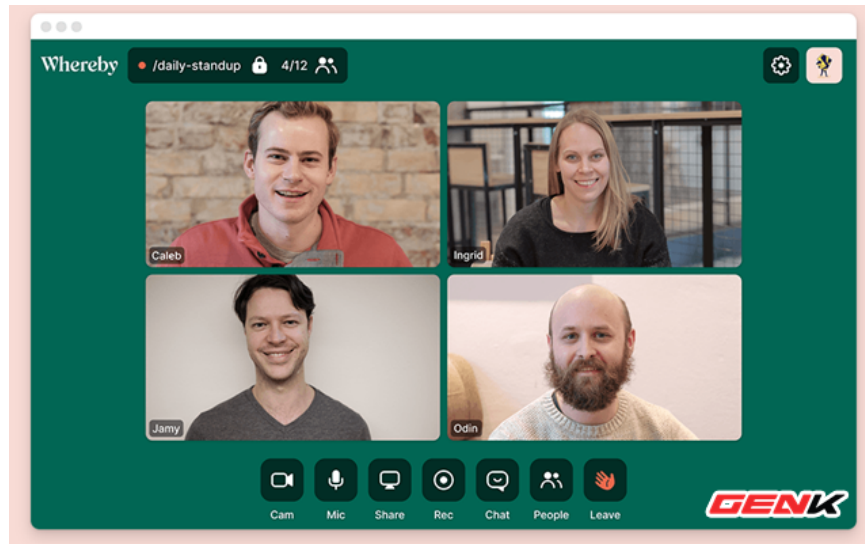 Whereby
/daily-standup
4/12
Caleb
Ingrid
Jamy
Odin
Cam Mic Share Rec Chat People Leave
GENK